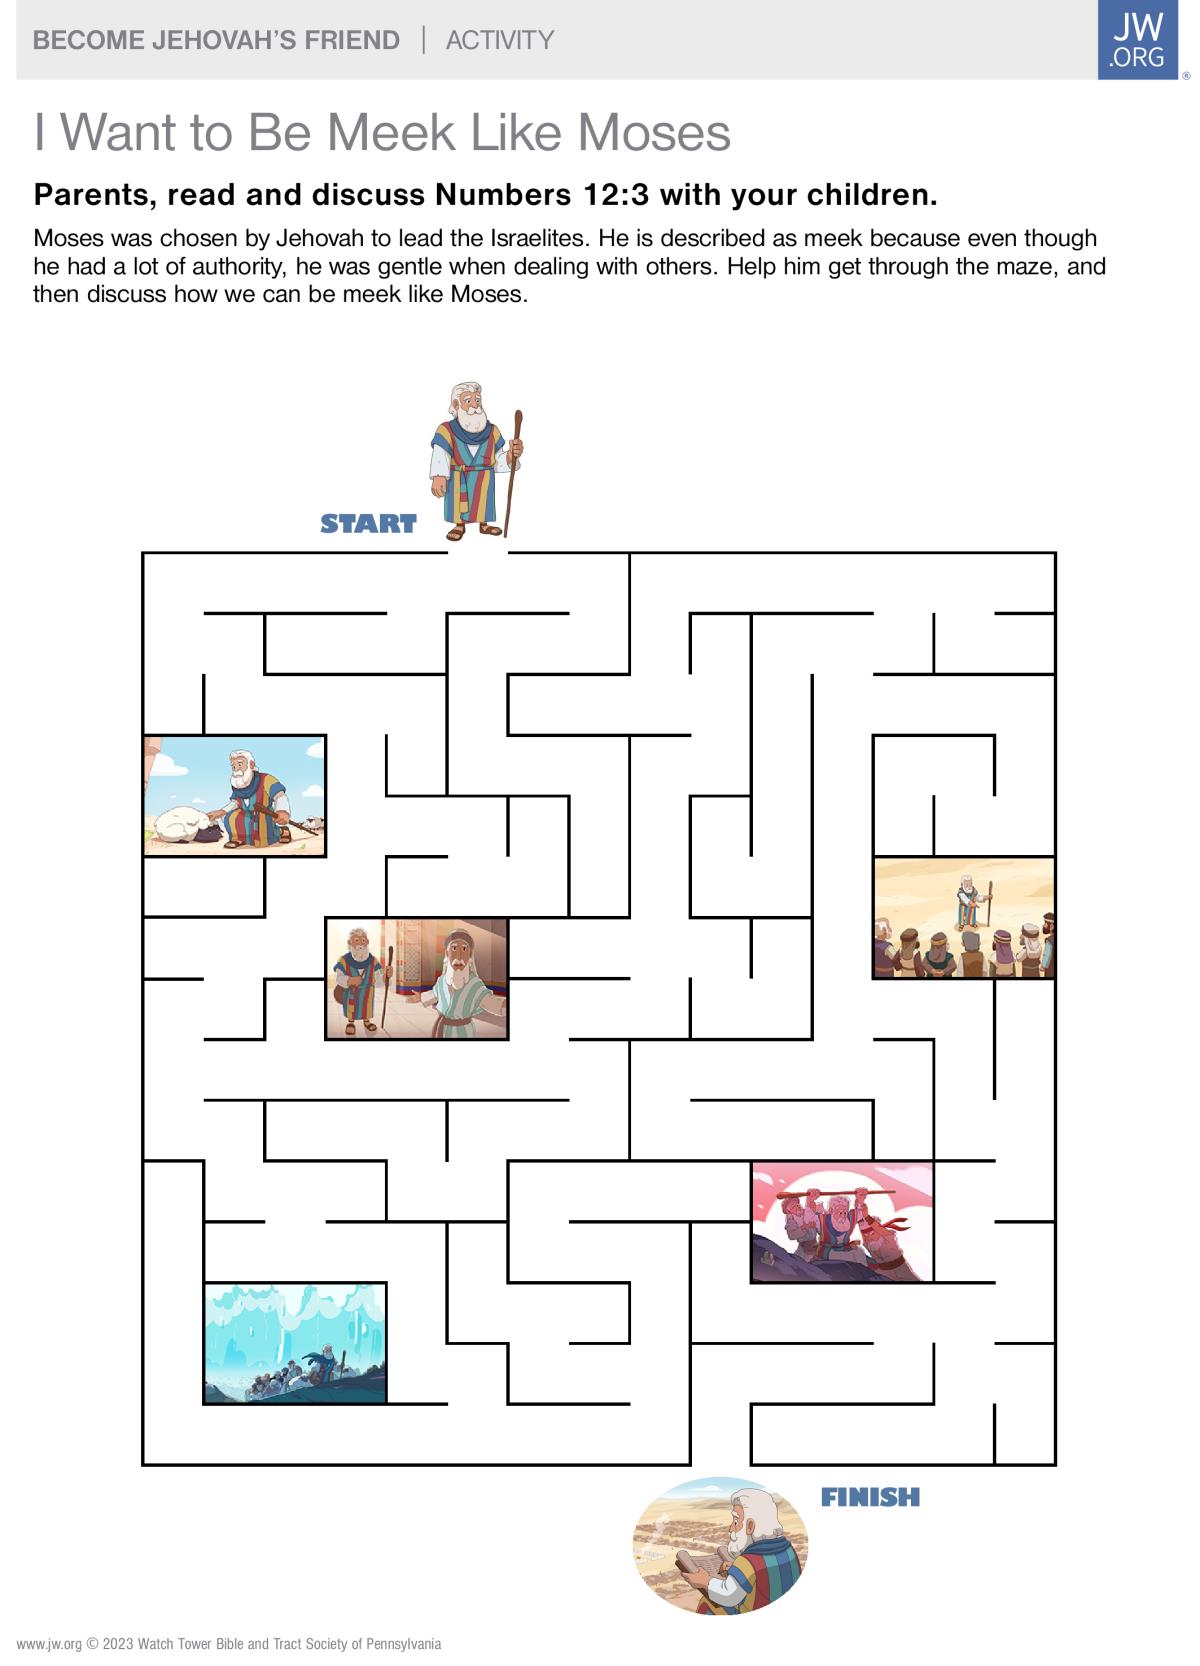 BECOME JEHOVAH'S FRIEND | ACTIVITY
JW
.ORG
®
I Want to Be Meek Like Moses
Parents, read and discuss Numbers 12:3 with your children.
Moses was chosen by Jehovah to lead the Israelites. He is described as meek because even though
he had a lot of authority, he was gentle when dealing with others. Help him get through the maze, and
then discuss how we can be meek like Moses.
START
FINISH
www.jw.org © 2023 Watch Tower Bible and Tract Society of Pennsylvania